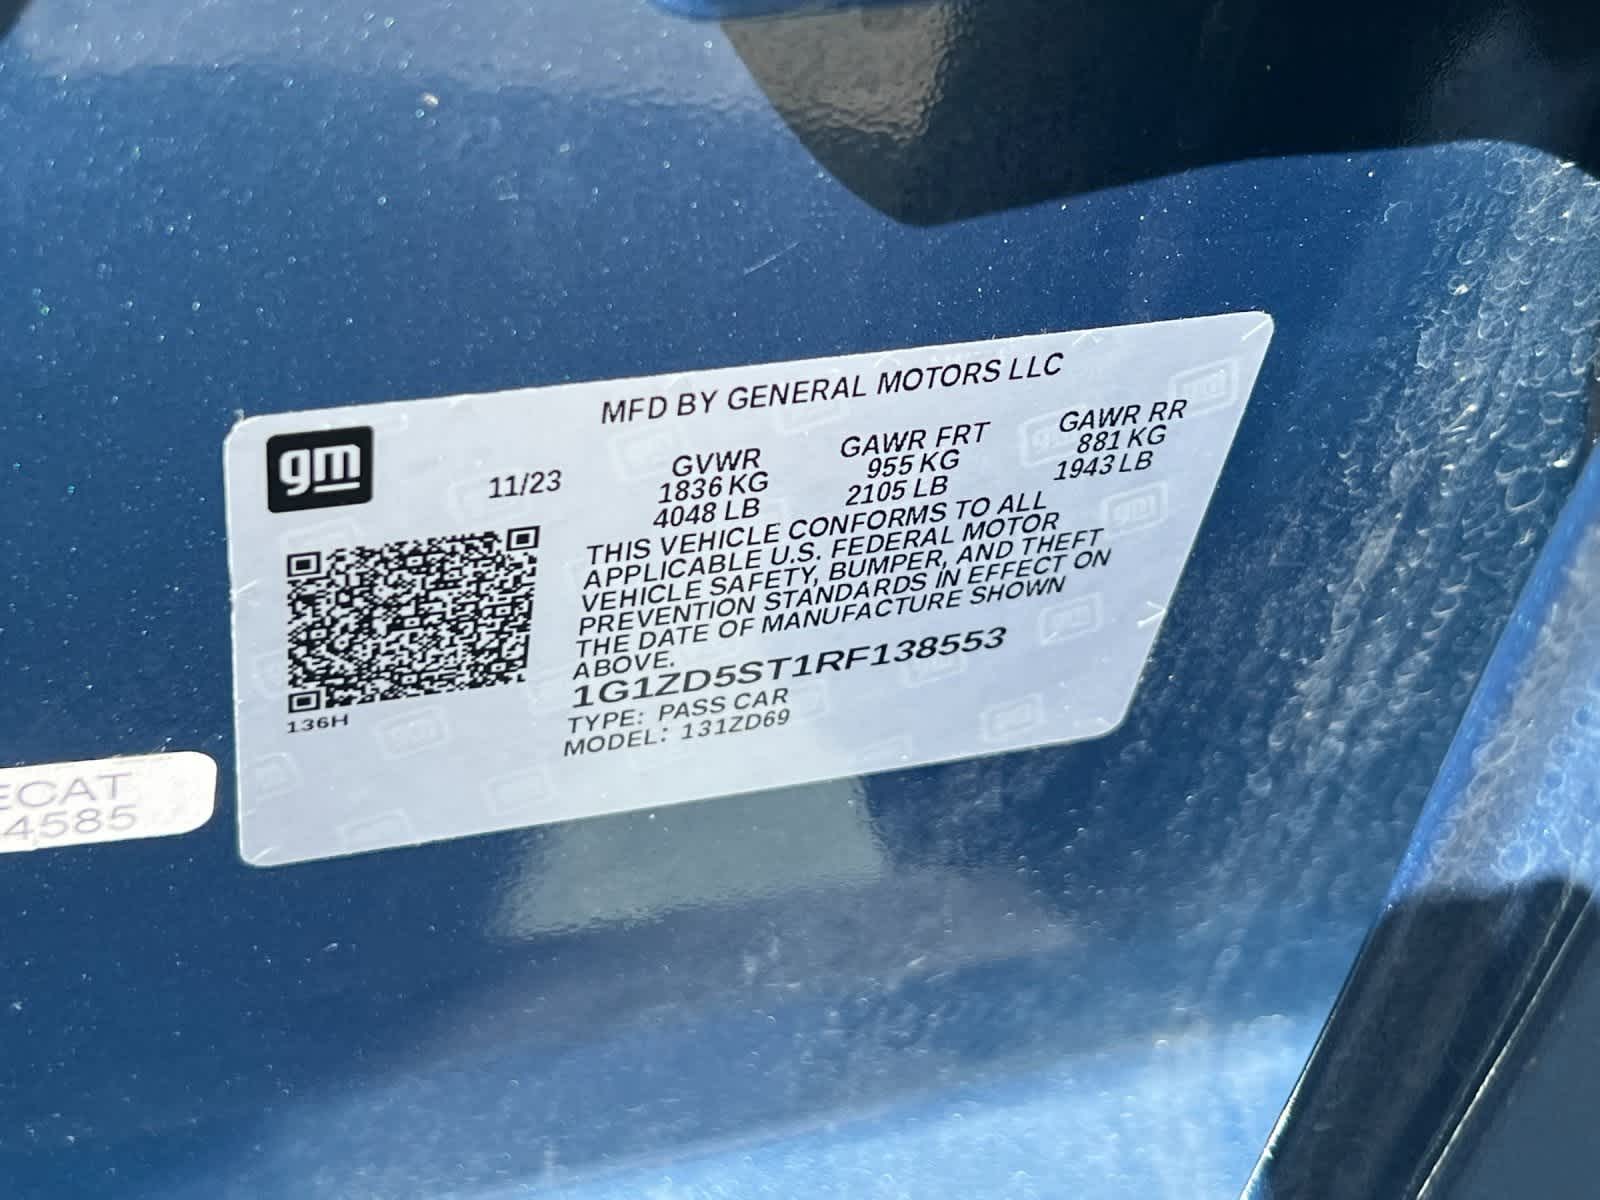 MFD BY GENERAL MOTORS LLC
gm
11/23
GVWR
1836 KG
4048 LB
GAWR FRT
955 KG
2105 LB
GAWR RR
881 KG
1943 LB
THIS VEHICLE CONFORMS TO ALL
APPLICABLE U.S. FEDERAL MOTOR
VEHICLE SAFETY, BUMPER, AND THEFT
PREVENTION STANDARDS IN EFFECT ON
THE DATE OF MANUFACTURE SHOWN
ABOVE.
1G1ZD5ST1RF138553
TYPE: PASS CAR
MODEL: 131ZD69
136H
ECAT
4585